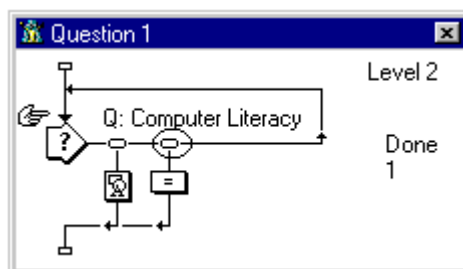 Question 1
Level 2
Q: Computer Literacy
?
=
Done
1